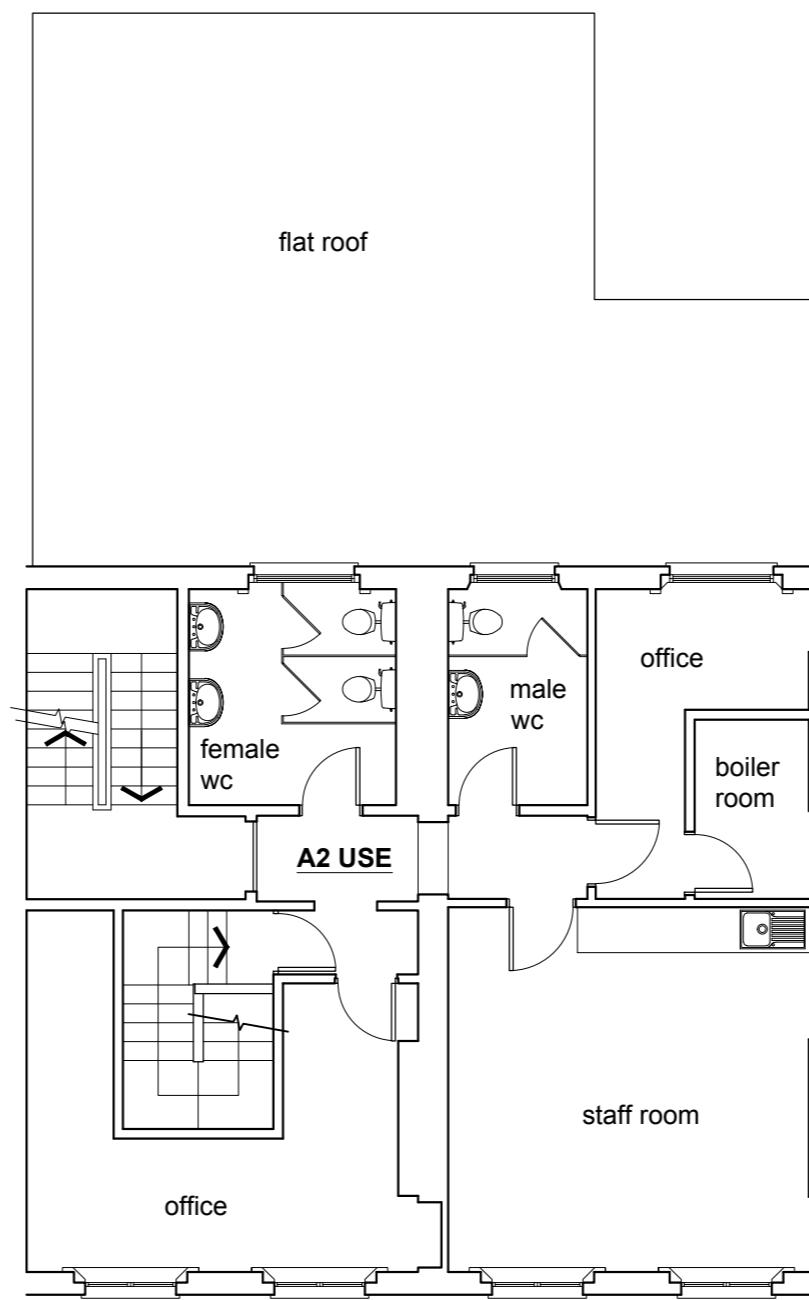 flat roof
office
male
wc
female
wc
boiler
room
A2 USE
staff room
office